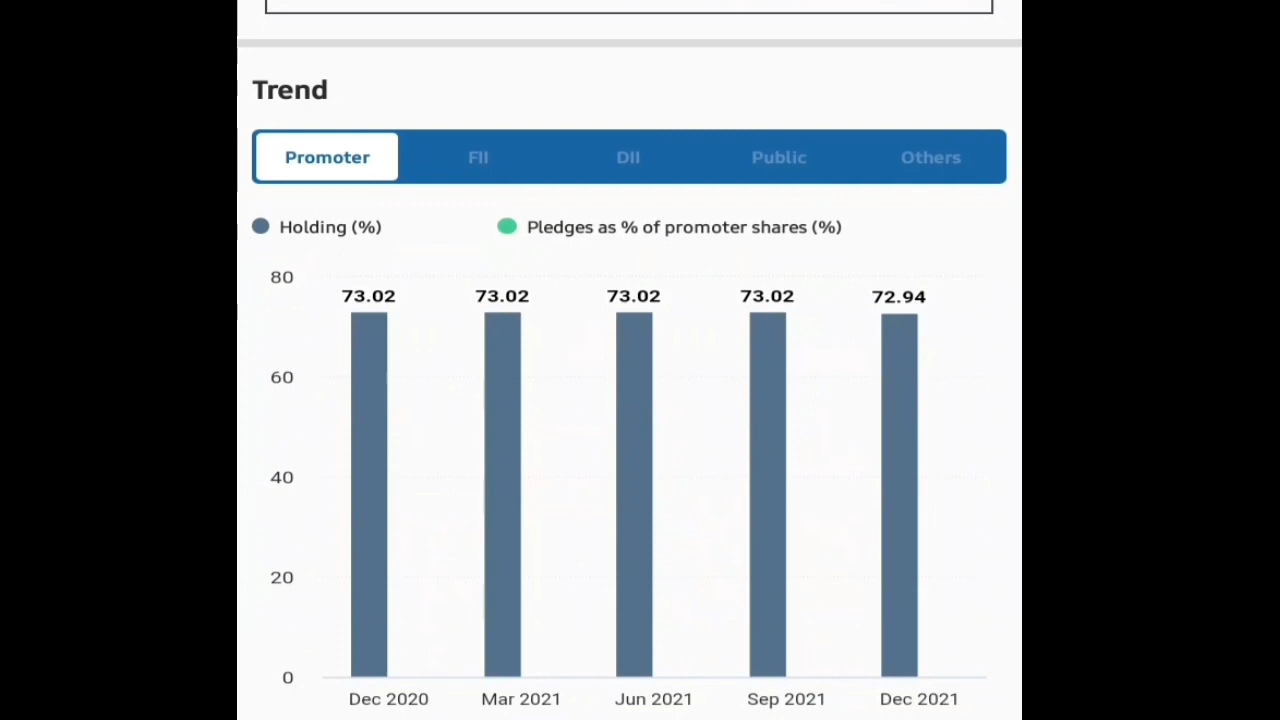 Trend
Promoter FII DII Public Others
Holding (%) Pledges as % of promoter shares (%)
80
73.02 73.02 73.02 73.02 72.94
60
40
20
0
Dec 2020 Mar 2021 Jun 2021 Sep 2021 Dec 2021